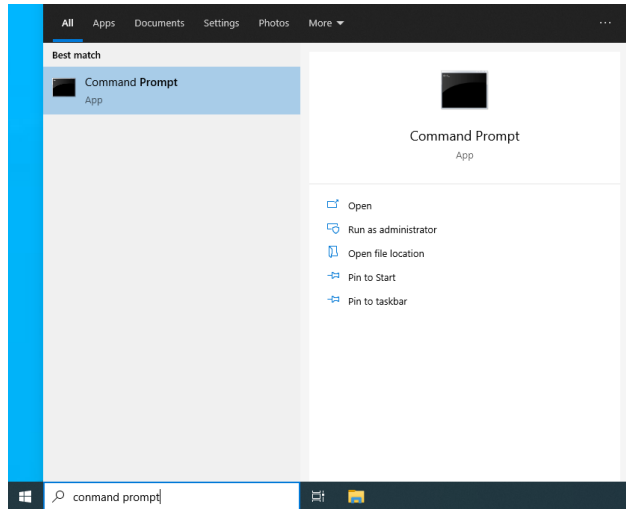 All Apps Documents Settings Photos More ...
Best match
Command Prompt
App
Command Prompt
App
Open
Run as administrator
Open file location
Pin to Start
Pin to taskbar
conmand prompt